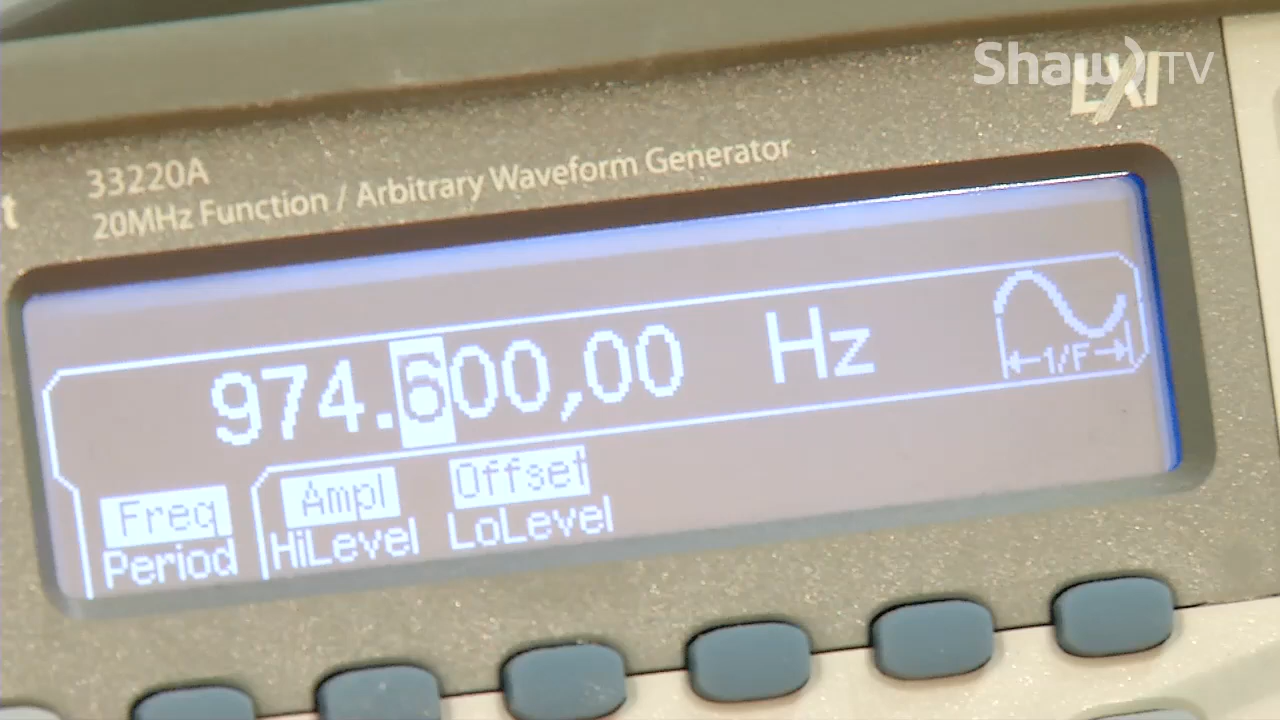 Shaw) TV
LXI
33220A
20MHz Function / Arbitrary Waveform Generator
974.600,00 Hz
1/F
Freq Ampl Offset
Period HiLevel LoLevel